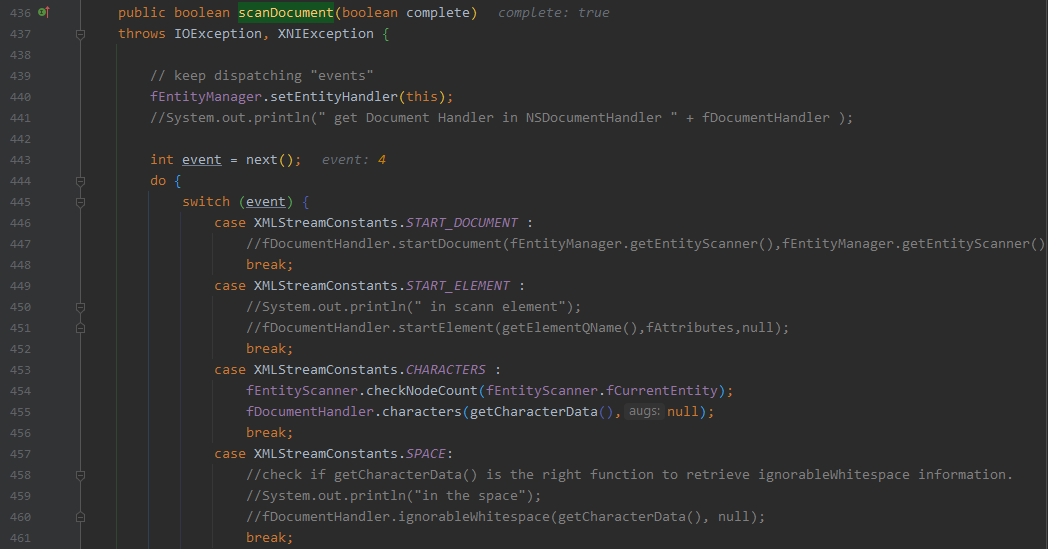 436 public boolean scanDocument(boolean complete) complete: true
437 throws IOException, XNIException {
438
439 // keep dispatching "events"
440 fEntityManager.setEntityHandler(this);
441 //System.out.println(" get Document Handler in NSDocumentHandler " + fDocumentHandler );
442
443 int event = next(); event: 4
444 do {
445 switch (event) {
446 case XMLStreamConstants.START_DOCUMENT :
447 //fDocumentHandler.startDocument(fEntityManager.getEntityScanner(),fEntityManager.getEntityScanner()
448 break;
449 case XMLStreamConstants.START_ELEMENT :
450 //System.out.println(" in scann element");
451 //fDocumentHandler.startElement(getElementQName(),fAttributes,null);
452 break;
453 case XMLStreamConstants.CHARACTERS :
454 fEntityScanner.checkNodeCount(fEntityScanner.fCurrentEntity);
455 fDocumentHandler.characters(getCharacterData(), augs: null);
456 break;
457 case XMLStreamConstants.SPACE:
458 //check if getCharacterData() is the right function to retrieve ignorableWhitespace information.
459 //System.out.println("in the space");
460 //fDocumentHandler.ignorableWhitespace(getCharacterData(), null);
461 break;